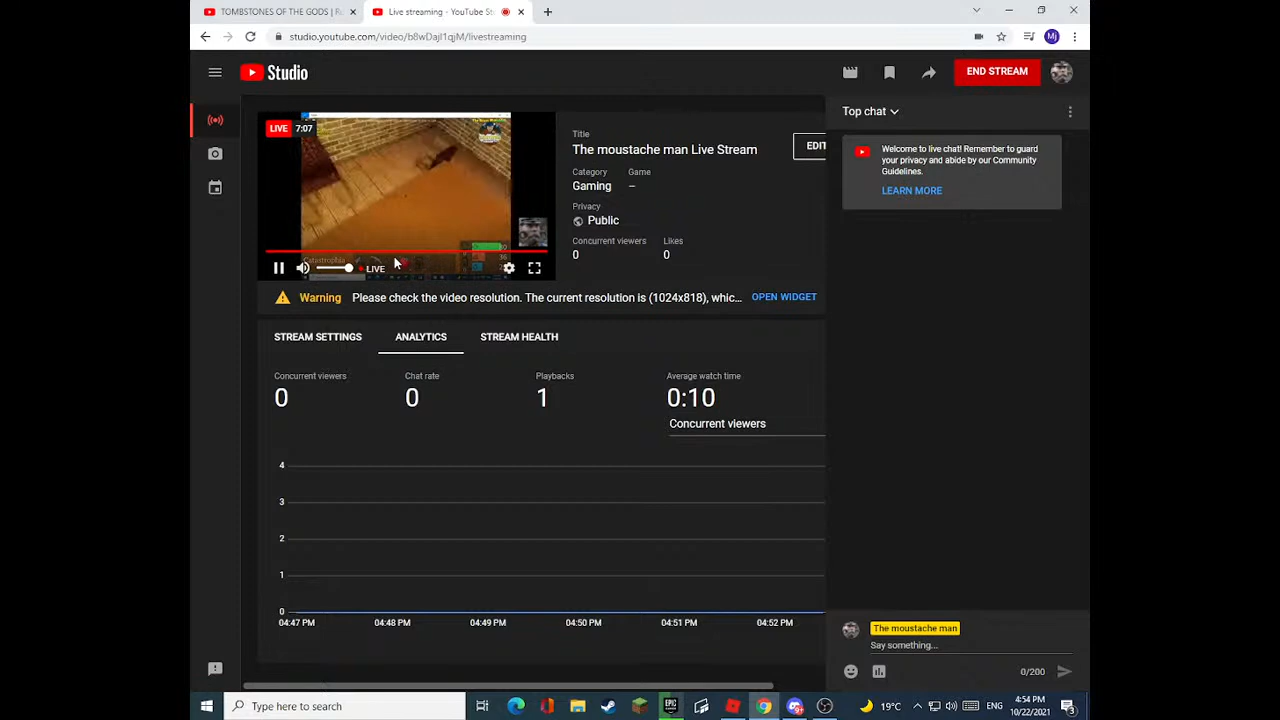 TOMBSTONES OF THE GODS | R
Live streaming - YouTube St
studio.youtube.com/video/b8wDajI1qjM/livestreaming
Mj
Studio
END STREAM
LIVE 7:07
Catastrophia
LIVE
Title
The moustache man Live Stream
EDIT
Category
Game
Gaming
–
Privacy
Public
Concurrent viewers
Likes
0
0
Warning Please check the video resolution. The current resolution is (1024x818), whic... OPEN WIDGET
STREAM SETTINGS
ANALYTICS
STREAM HEALTH
Concurrent viewers
Chat rate
Playbacks
Average watch time
0
0
1
0:10
Concurrent viewers
4
3
2
1
0
04:47 PM
04:48 PM
04:49 PM
04:50 PM
04:51 PM
04:52 PM
Top chat
Welcome to live chat! Remember to guard
your privacy and abide by our Community
Guidelines.
LEARN MORE
The moustache man
Say something...
0/200
Type here to search
EPIC
9+
19°C
ENG
4:54 PM
10/22/2021
3